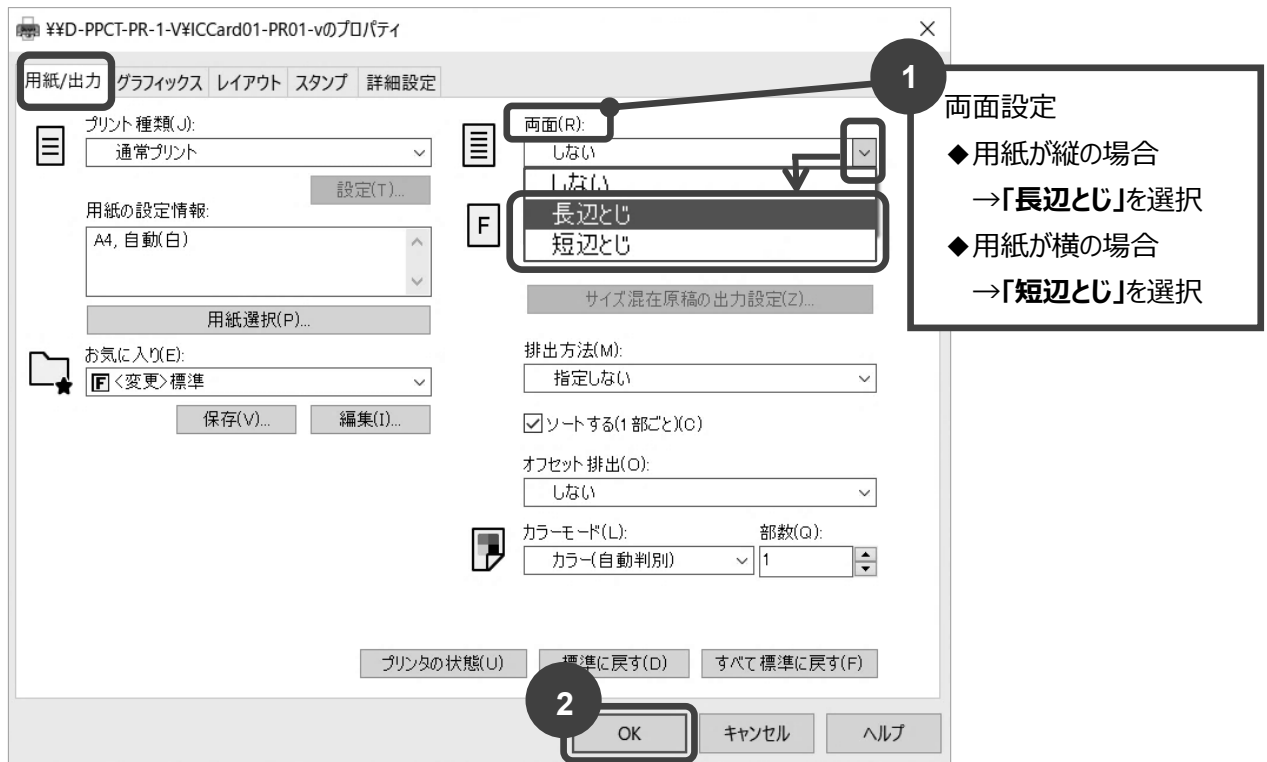 ¥¥D-PPCT-PR-1-V¥ICCard01-PR01-vのプロパティ
用紙/出力 グラフィックス レイアウト スタンプ 詳細設定
プリント種類(J):
通常プリント
設定(T)...
用紙の設定情報:
A4, 自動(白)
用紙選択(P)...
お気に入り(E):
F <変更>標準
保存(V)... 編集(I)...
両面(R):
しない
しない
F
長辺とじ
短辺とじ
サイズ混在原稿の出力設定(Z)...
排出方法(M):
指定しない
ソートする(1部ごと)(C)
オフセット排出(O):
しない
カラーモード(L): 部数(Q):
カラー(自動判別) 1
プリンタの状態(U) 標準に戻す(D) すべて標準に戻す(F)
2
OK キャンセル ヘルプ
1
両面設定
◆用紙が縦の場合
→「長辺とじ」を選択
◆用紙が横の場合
→「短辺とじ」を選択